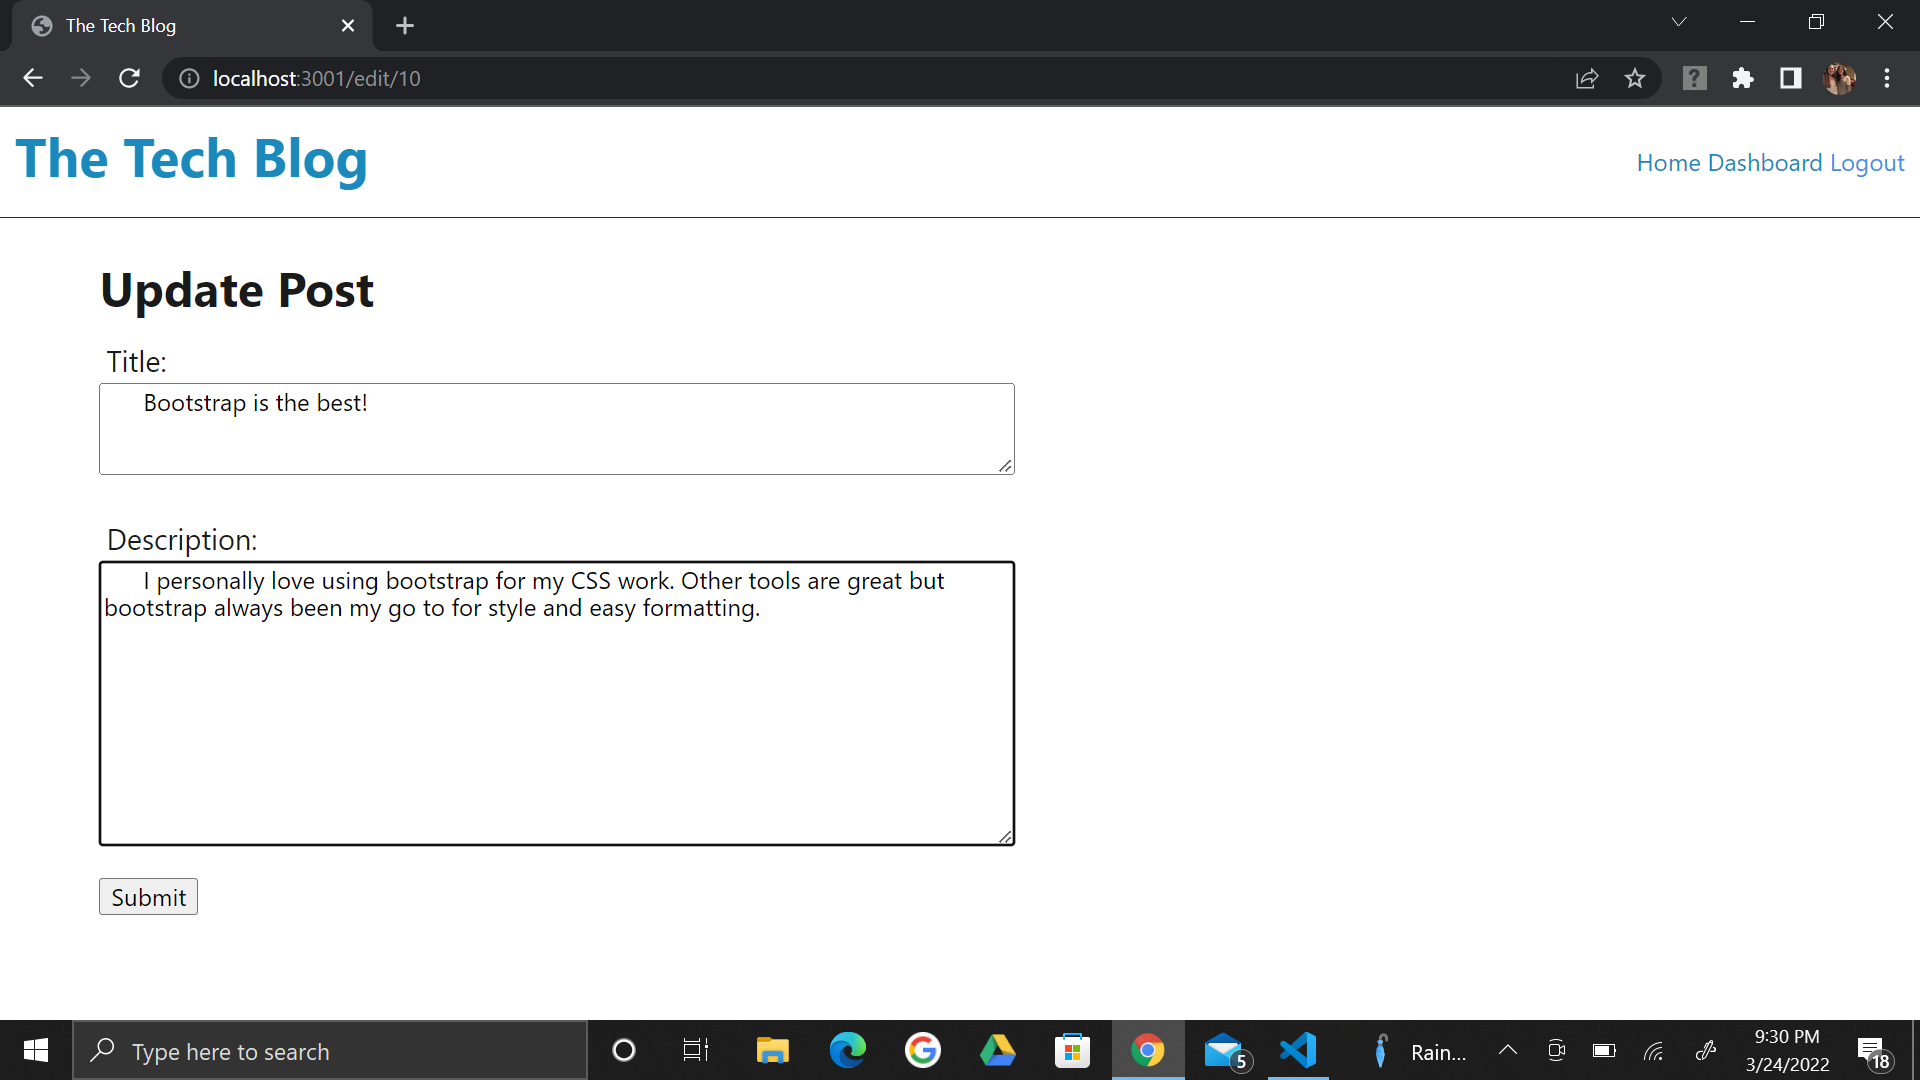 The Tech Blog
localhost:3001/edit/10
The Tech Blog
Home Dashboard Logout
Update Post
Title:
Bootstrap is the best!
Description:
I personally love using bootstrap for my CSS work. Other tools are great but
bootstrap always been my go to for style and easy formatting.
Submit
Type here to search
5
Rain...
9:30 PM
3/24/2022
18